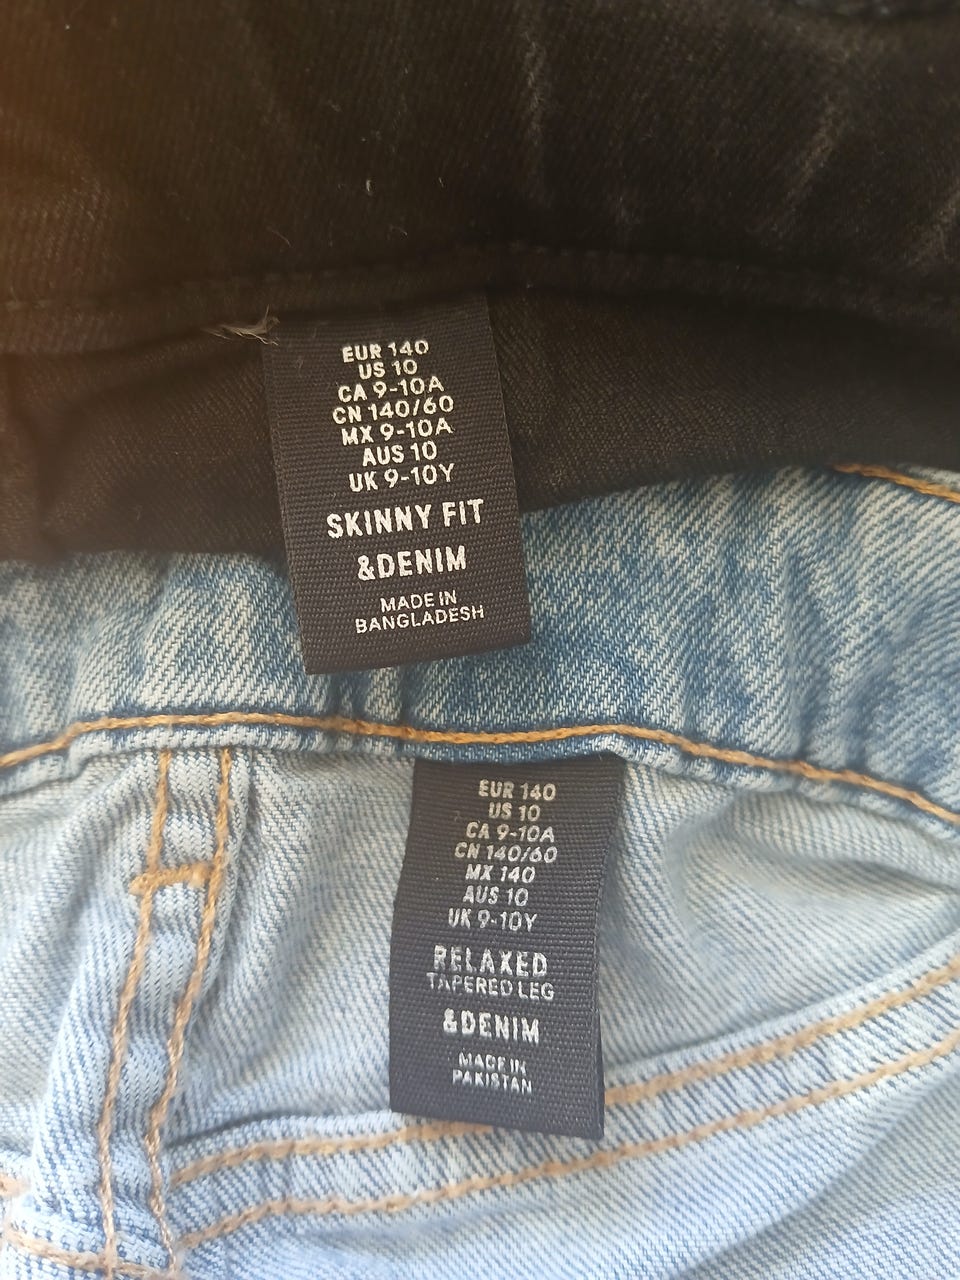 EUR 140
US 10
CA 9-10A
CN 140/60
MX 9-10A
AUS 10
UK 9-10Y
SKINNY FIT
&DENIM
MADE IN
BANGLADESH
EUR 140
US 10
CA 9-10A
CN 140/60
MX 140
AUS 10
UK 9-10Y
RELAXED
TAPERED LEG
&DENIM
MADE IN
PAKISTAN